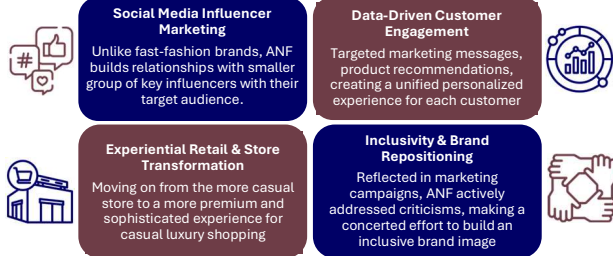 Social Media Influencer
Marketing
Unlike fast-fashion brands, ANF
builds relationships with smaller
group of key influencers with their
target audience.
Data-Driven Customer
Engagement
Targeted marketing messages,
product recommendations,
creating a unified personalized
experience for each customer
#
Experiential Retail & Store
Transformation
Moving on from the more casual
store to a more premium and
sophisticated experience for
casual luxury shopping
Inclusivity & Brand
Repositioning
Reflected in marketing
campaigns, ANF actively
addressed criticisms, making a
concerted effort to build an
inclusive brand image